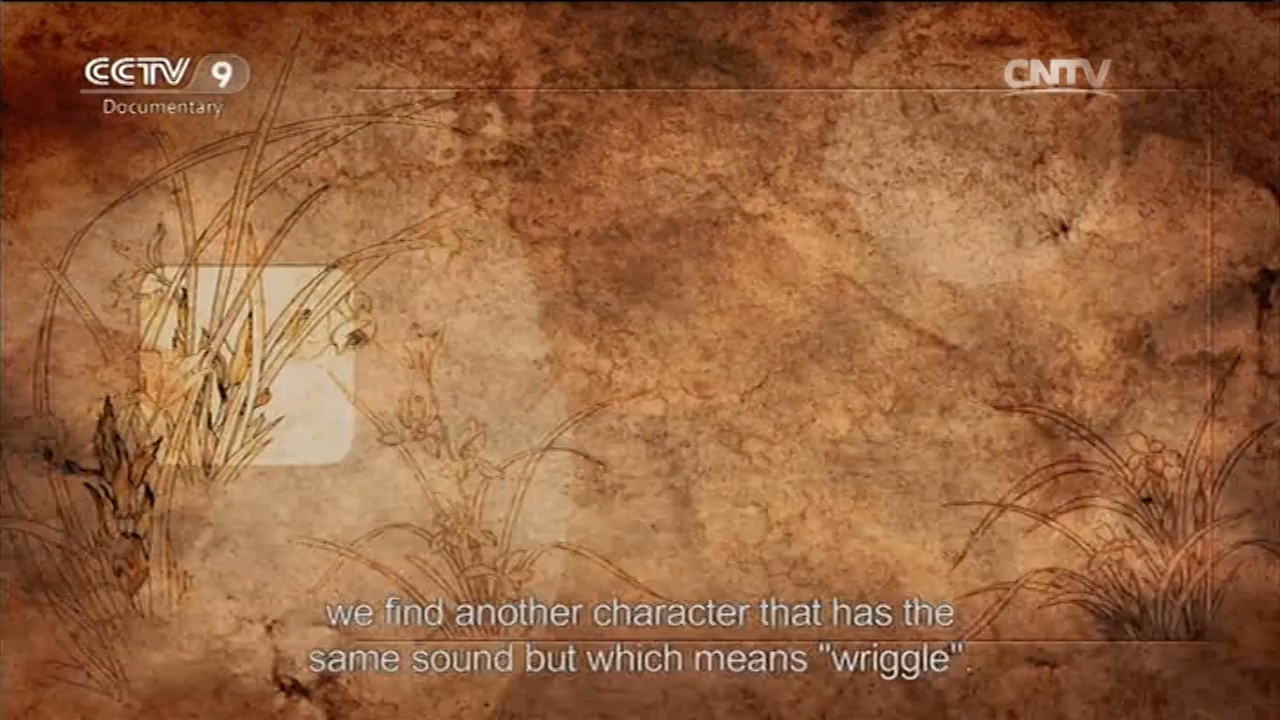 CCTV 9
Documentary
CNTV
we find another character that has the
same sound but which means "wriggle".